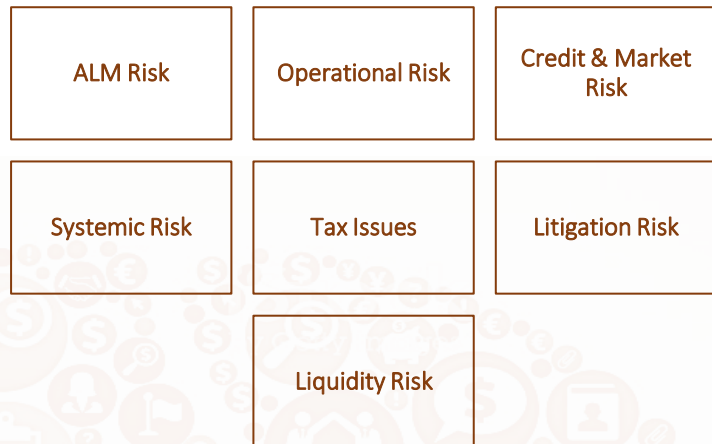 ALM Risk
Operational Risk
Credit & Market
Risk
Systemic Risk
Tax Issues
Litigation Risk
Liquidity Risk